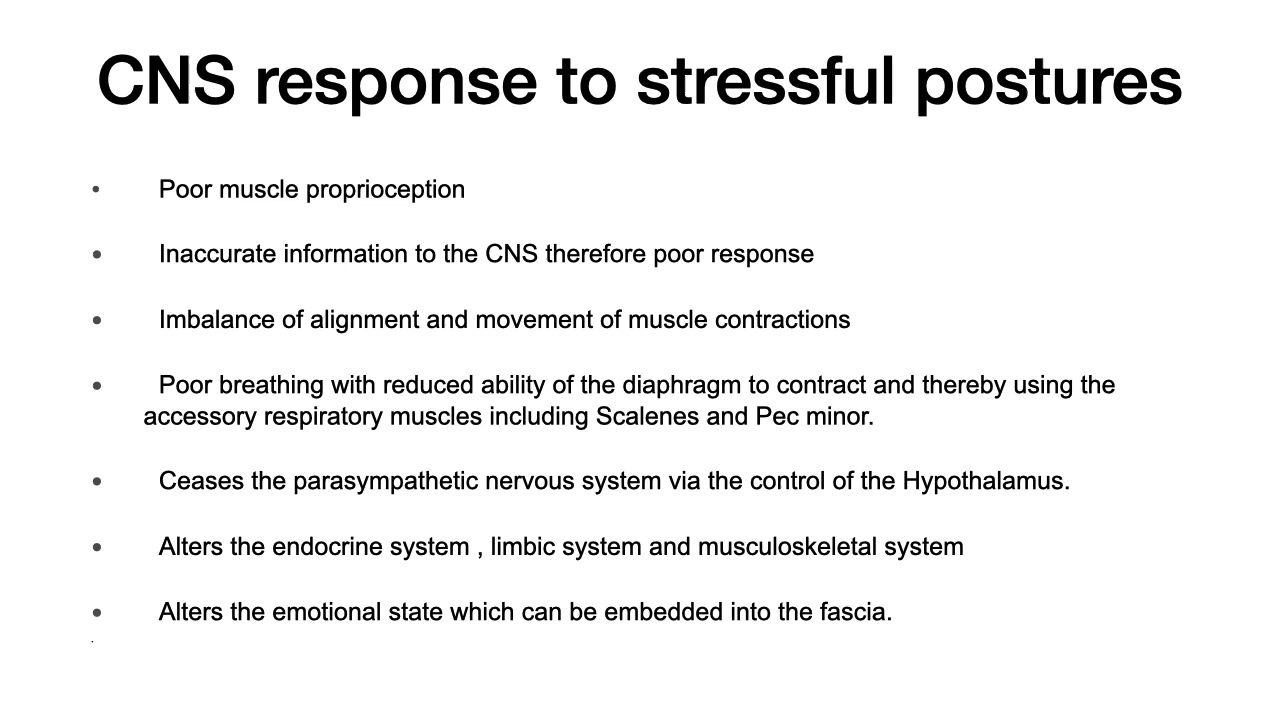 CNS response to stressful postures
• Poor muscle proprioception
• Inaccurate information to the CNS therefore poor response
• Imbalance of alignment and movement of muscle contractions
• Poor breathing with reduced ability of the diaphragm to contract and thereby using the
accessory respiratory muscles including Scalenes and Pec minor.
• Ceases the parasympathetic nervous system via the control of the Hypothalamus.
• Alters the endocrine system , limbic system and musculoskeletal system
• Alters the emotional state which can be embedded into the fascia.
.